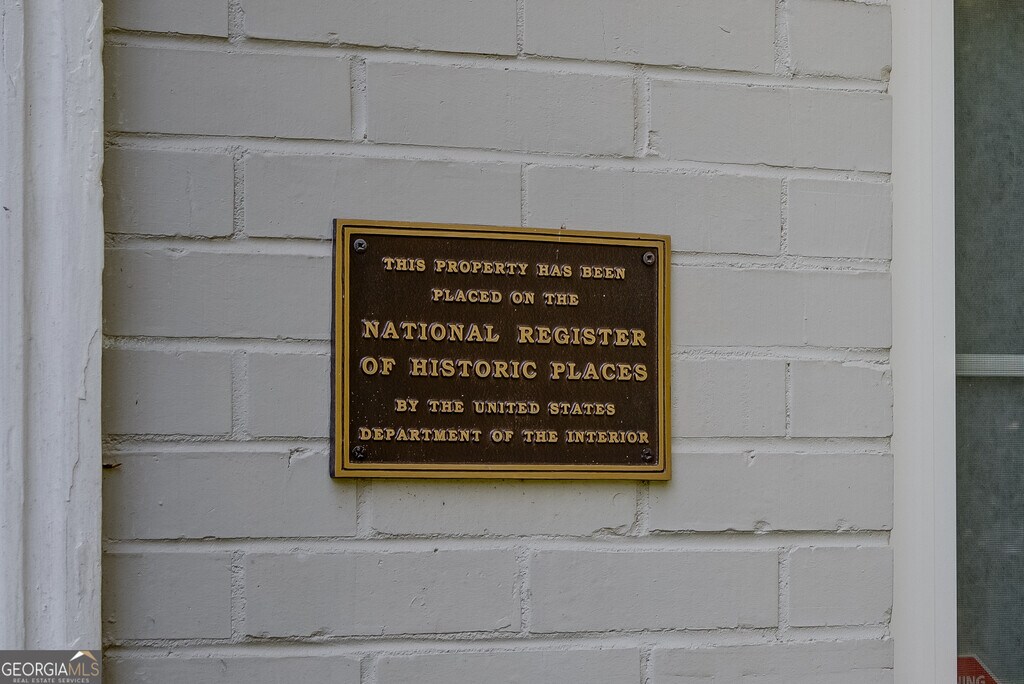 THIS PROPERTY HAS BEEN
PLACED ON THE
NATIONAL REGISTER
OF HISTORIC PLACES
BY THE UNITED STATES
DEPARTMENT OF THE INTERIOR
GEORGIAMLS
REAL ESTATE SERVICES